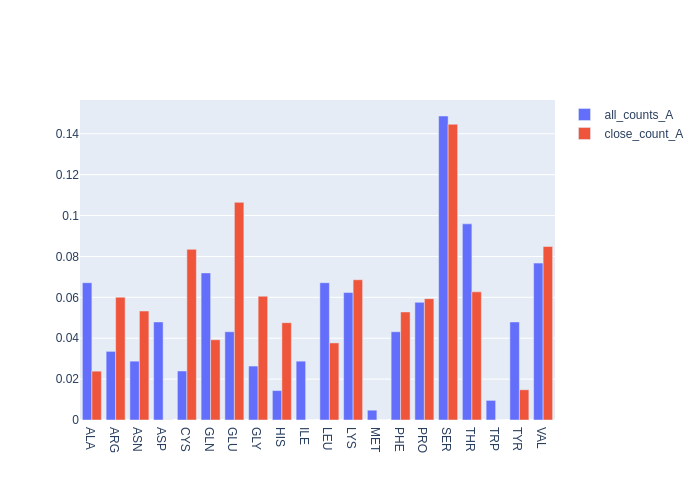 all_counts_A
close_count_A
0.14
0.12
0.1
0.08
0.06
0.04
0.02
0
ALA
ARG
ASN
ASP
CYS
GLN
GLU
GLY
HIS
ILE
LEU
LYS
MET
PHE
PRO
SER
THR
TRP
TYR
VAL